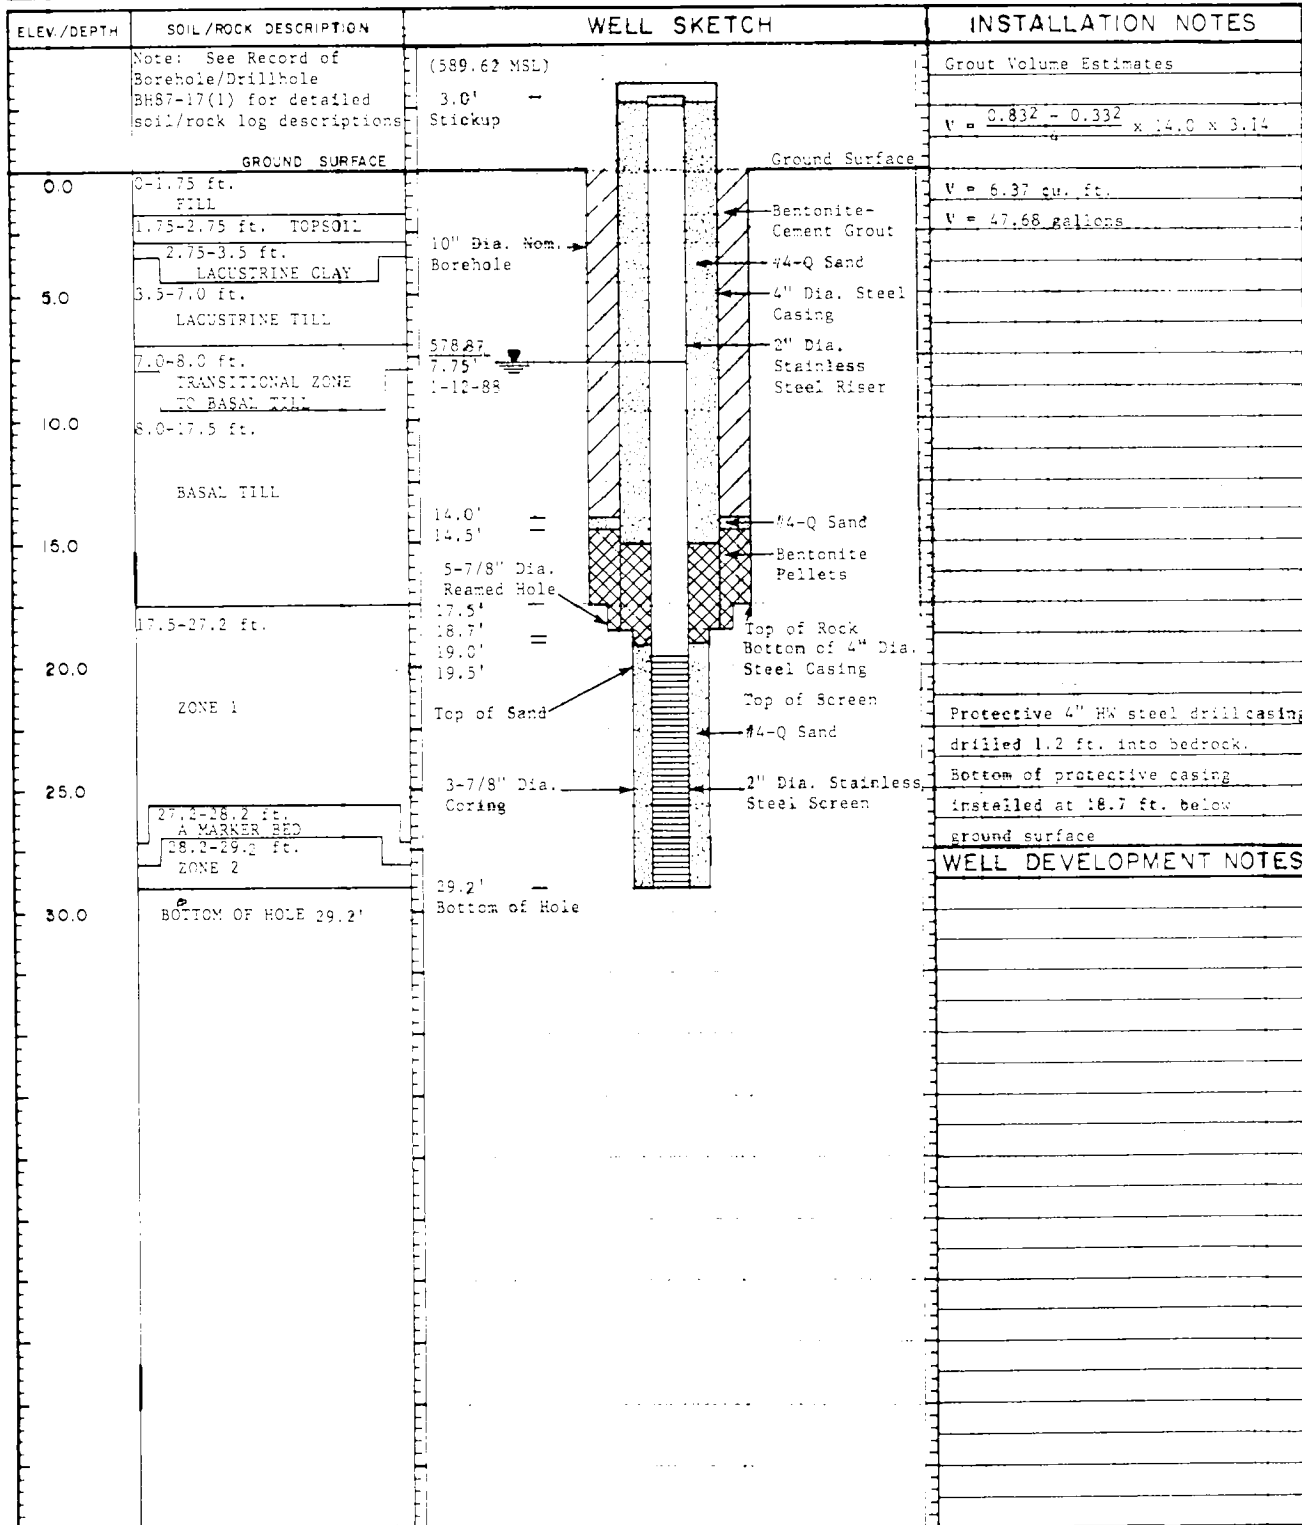 ELEV./DEPTH
SOIL/ROCK DESCRIPTION
WELL SKETCH
INSTALLATION NOTES
Note: See Record of
Borehole/Drillhole
BH87-17(1) for detailed
soil/rock log descriptions
GROUND SURFACE
0.0
0-1.75 ft.
FILL
1.75-2.75 ft. TOPSOIL
2.75-3.5 ft.
LACUSTRINE CLAY
5.0
3.5-7.0 ft.
LACUSTRINE TILL
7.0-8.0 ft.
TRANSITIONAL ZONE
TO BASAL TILL
10.0
8.0-17.5 ft.
BASAL TILL
15.0
17.5-27.2 ft.
20.0
ZONE 1
25.0
27.2-28.2 ft.
A MARKER BED
28.2-29.2 ft.
ZONE 2
30.0
BOTTOM OF HOLE 29.2'
(589.62 MSL)
3.0'
Stickup
Ground Surface
10" Dia. Nom.
Borehole
Bentonite-
Cement Grout
#4-Q Sand
4" Dia. Steel
Casing
578.87
7.75'
1-12-88
2" Dia.
Stainless
Steel Riser
14.0'
14.5'
#4-Q Sand
Bentonite
Pellets
5-7/8" Dia.
Reamed Hole
17.5'
18.7'
19.0'
19.5'
Top of Rock
Bottom of 4" Dia.
Steel Casing
Top of Screen
Top of Sand
#4-Q Sand
3-7/8" Dia.
Coring
2" Dia. Stainless
Steel Screen
29.2'
Bottom of Hole
Grout Volume Estimates
V = 0.832 - 0.332 x 14.0 x 3.14
4
V = 6.37 cu. ft.
V = 47.68 gallons
Protective 4" HW steel drill casing
drilled 1.2 ft. into bedrock.
Bottom of protective casing
installed at 18.7 ft. below
ground surface
WELL DEVELOPMENT NOTES